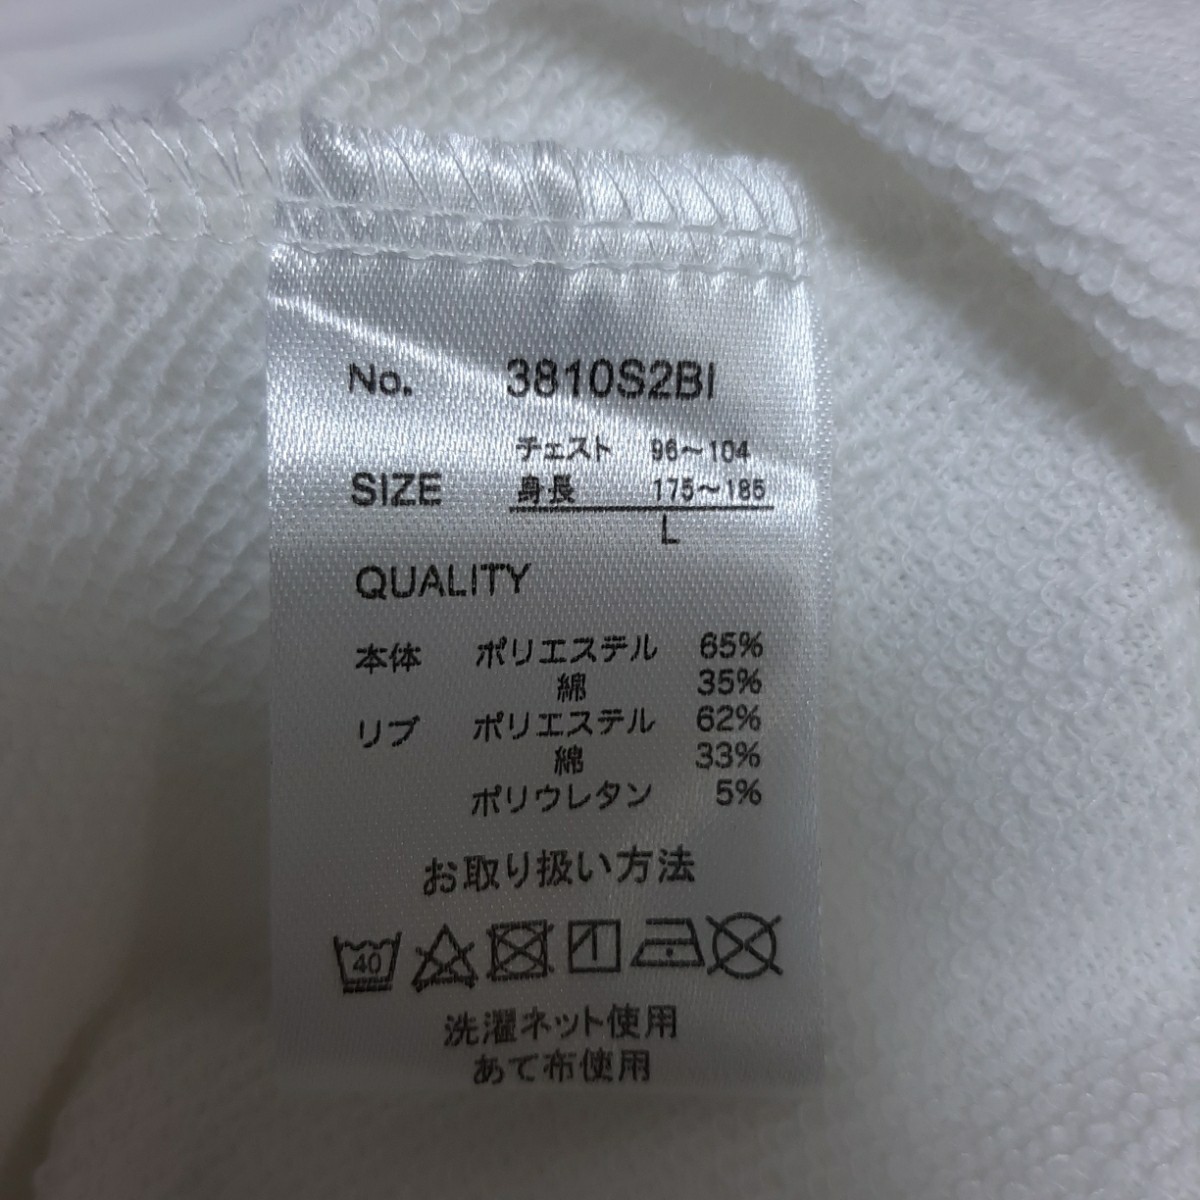 No. 3810S2BI
チェスト 96～104
SIZE 身長 175～185
L
QUALITY
本体 ポリエステル 65%
綿 35%
リブ ポリエステル 62%
綿 33%
ポリウレタン 5%
お取り扱い方法
40
洗濯ネット使用
あて布使用